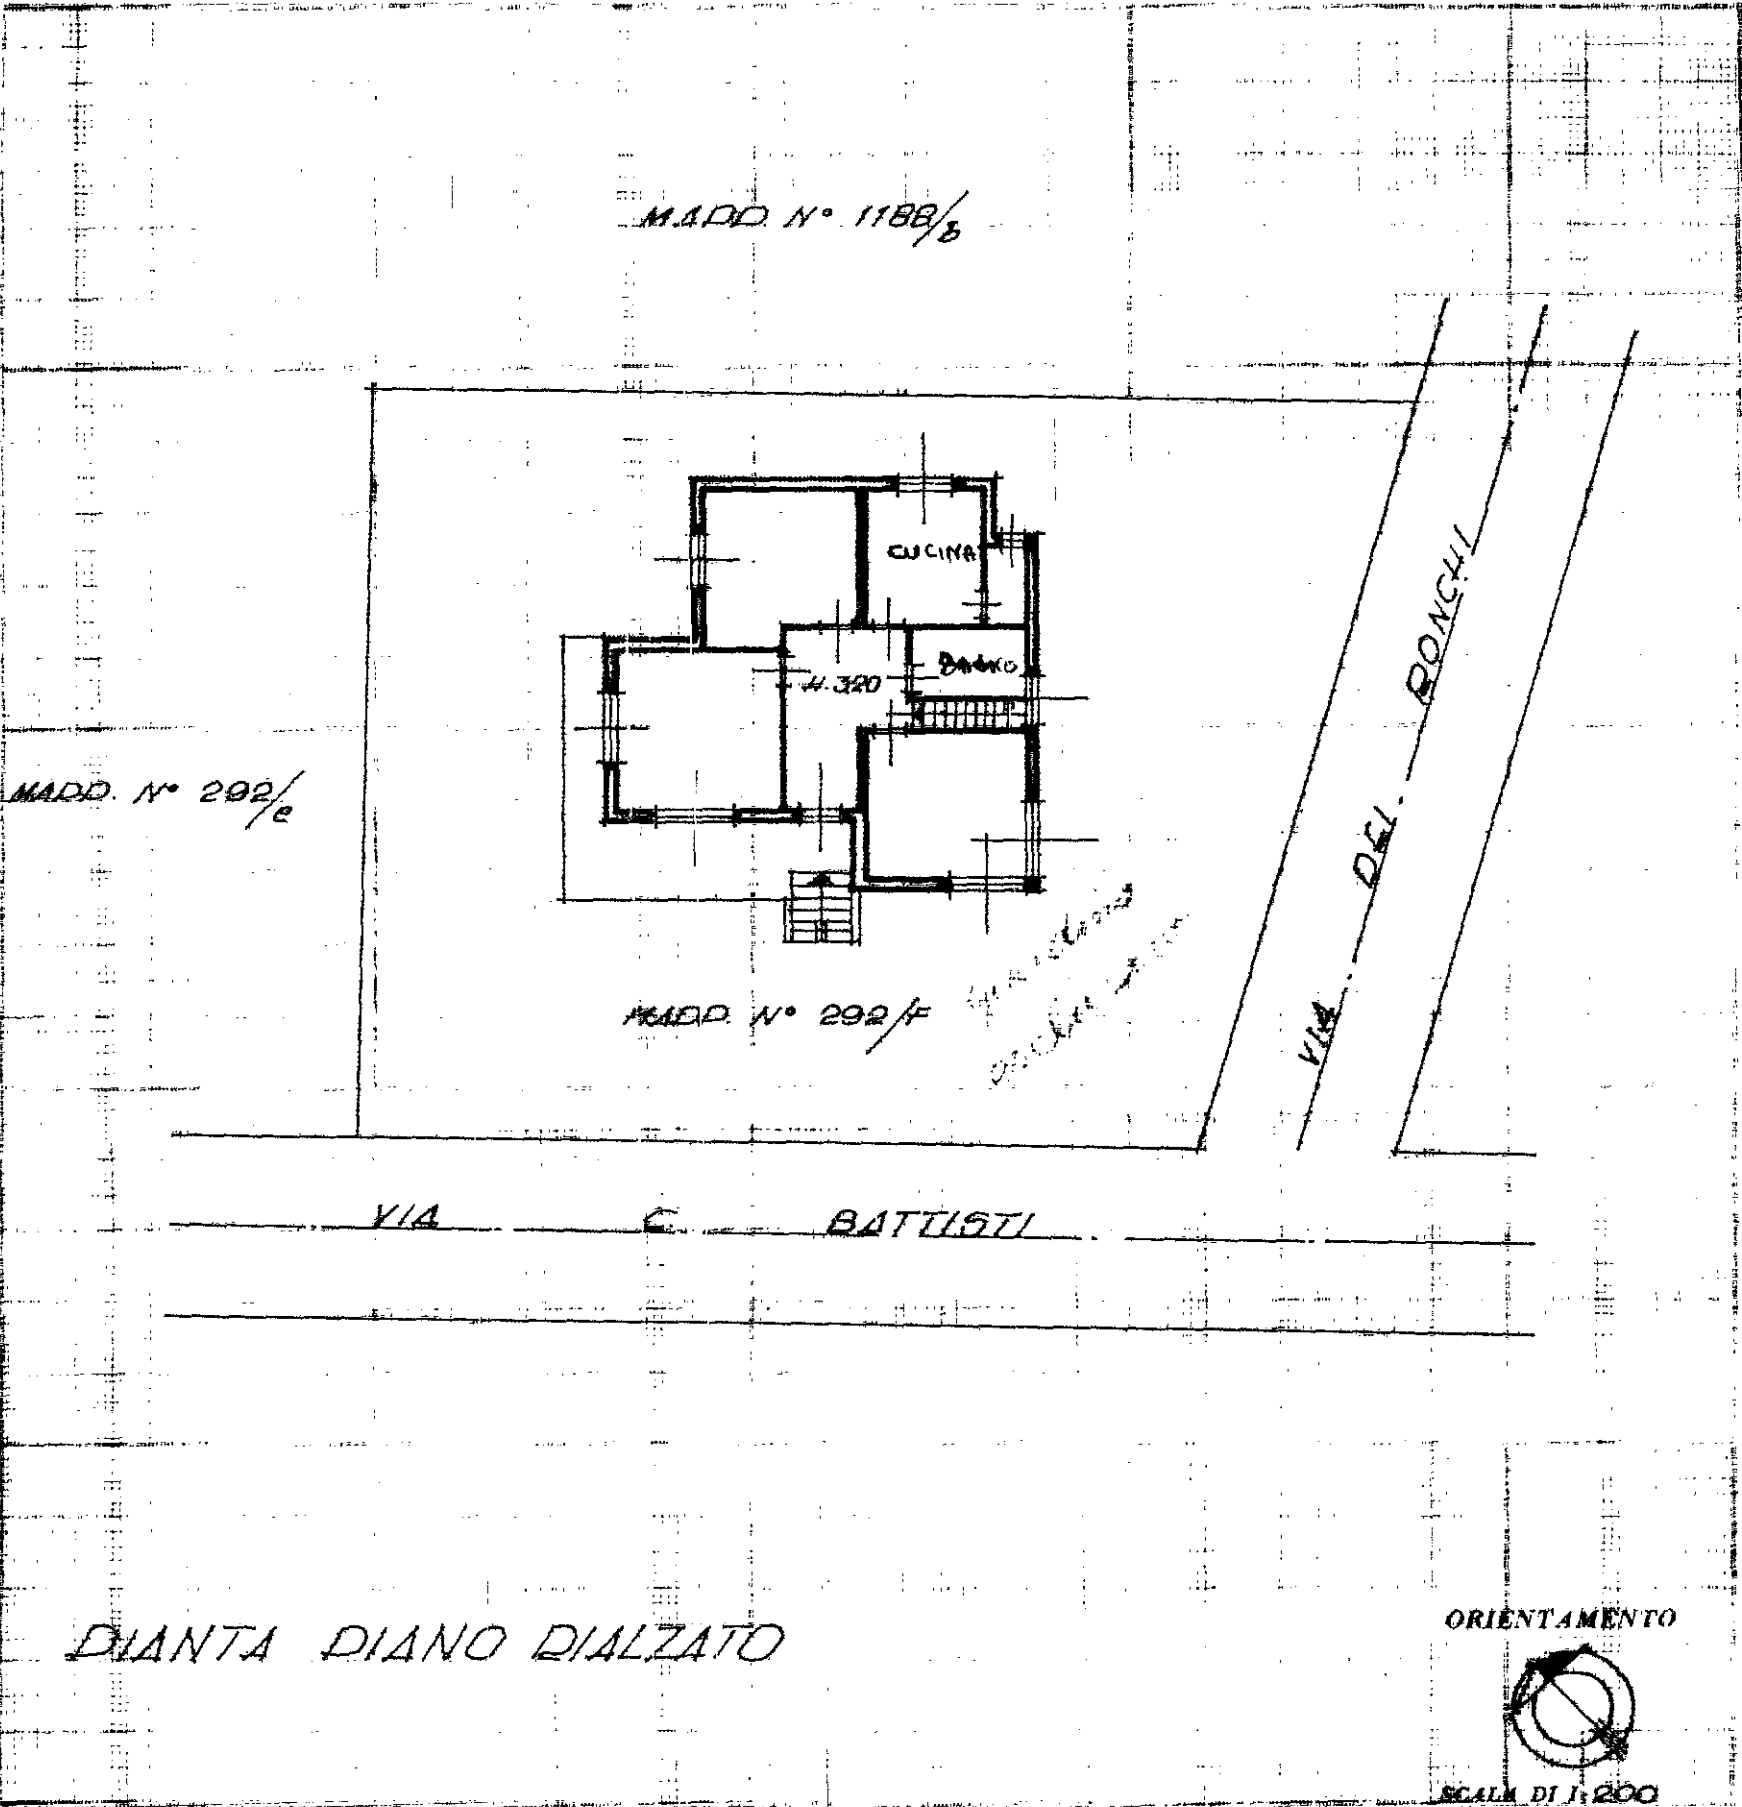 MAPP. N° 1188/b
CUCINA
BAGNO
H. 320
MAPP. N° 292/e
VIA DEI RONCHI
MAPP. N° 292/F
VIA C BATTISTI
PIANTA PIANO RIALZATO
ORIENTAMENTO
SCALA DI 1:200